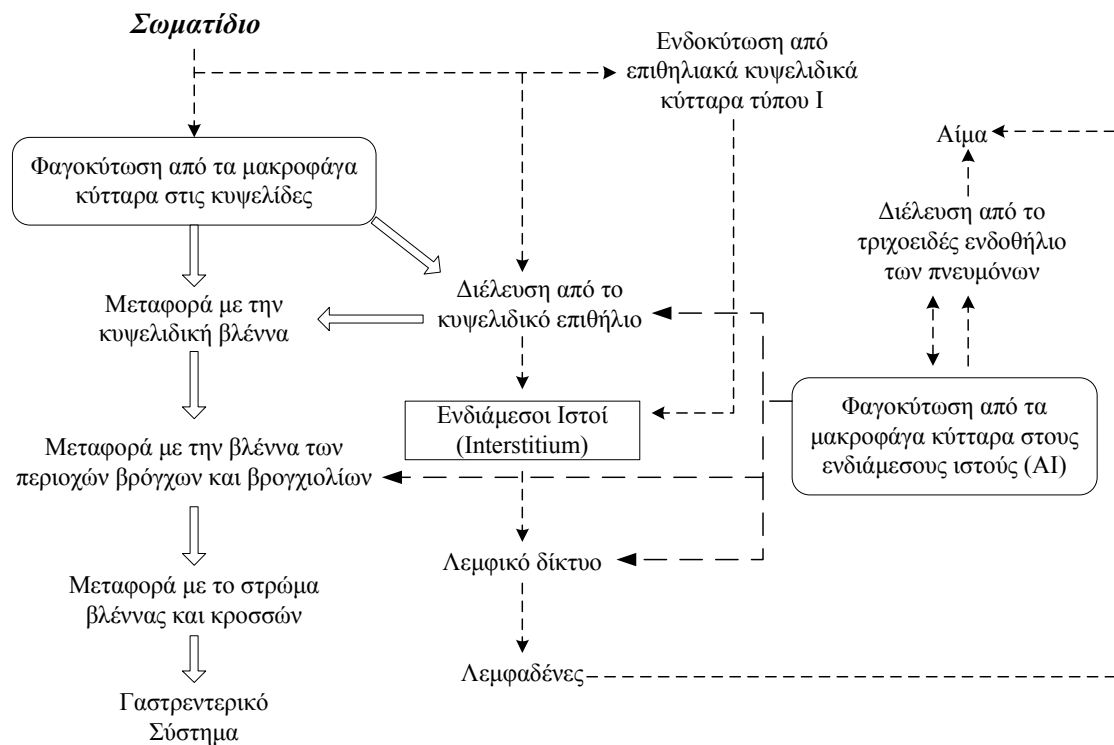 Σωματίδιο
Ενδοκύτωση από
επιθηλιακά κυψελιδικά
κύτταρα τύπου Ι
Αίμα
Φαγοκύτωση από τα μακροφάγα
κύτταρα στις κυψελίδες
Διέλευση από το
τριχοειδές ενδοθήλιο
των πνευμόνων
Μεταφορά με την
κυψελιδική βλέννα
Διέλευση από το
κυψελιδικό επιθήλιο
Ενδιάμεσοι Ιστοί
(Interstitium)
Φαγοκύτωση από τα
μακροφάγα κύτταρα στους
ενδιάμεσους ιστούς (ΑΙ)
Μεταφορά με την βλέννα των
περιοχών βρόγχων και βρογχιολίων
Λεμφικό δίκτυο
Μεταφορά με το στρώμα
βλέννας και κροσσών
Λεμφαδένες
Γαστρεντερικό
Σύστημα